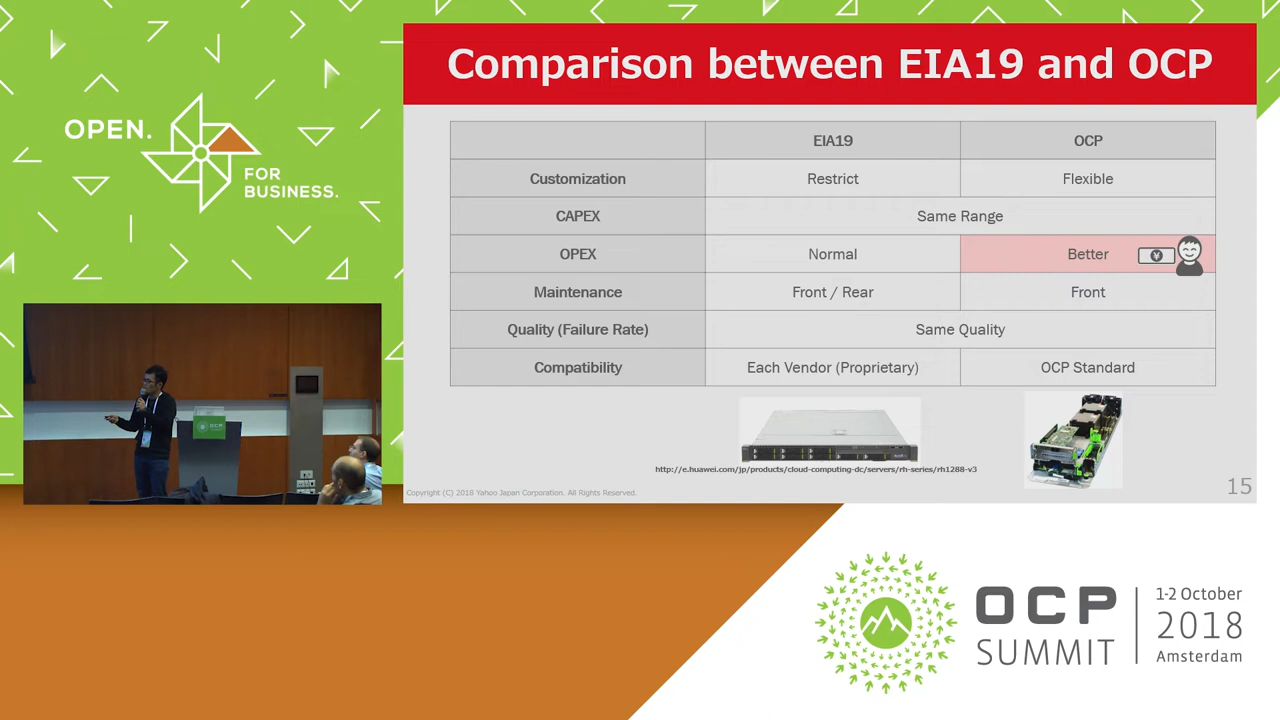 OPEN.
FOR
BUSINESS.
Comparison between EIA19 and OCP
EIA19 OCP
Customization Restrict Flexible
CAPEX Same Range
OPEX Normal Better ¥
Maintenance Front / Rear Front
Quality (Failure Rate) Same Quality
Compatibility Each Vendor (Proprietary) OCP Standard
http://e.huawei.com/jp/products/cloud-computing-dc/servers/rh-series/rh1288-v3
Copyright (C) 2018 Yahoo Japan Corporation. All Rights Reserved.
15
OCP
OCP
SUMMIT
1-2 October
2018
Amsterdam